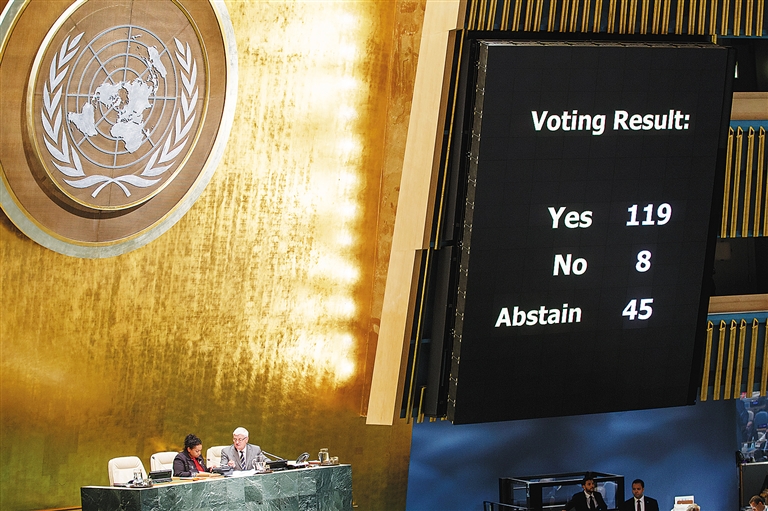 Voting Result:
Yes 119
No 8
Abstain 45